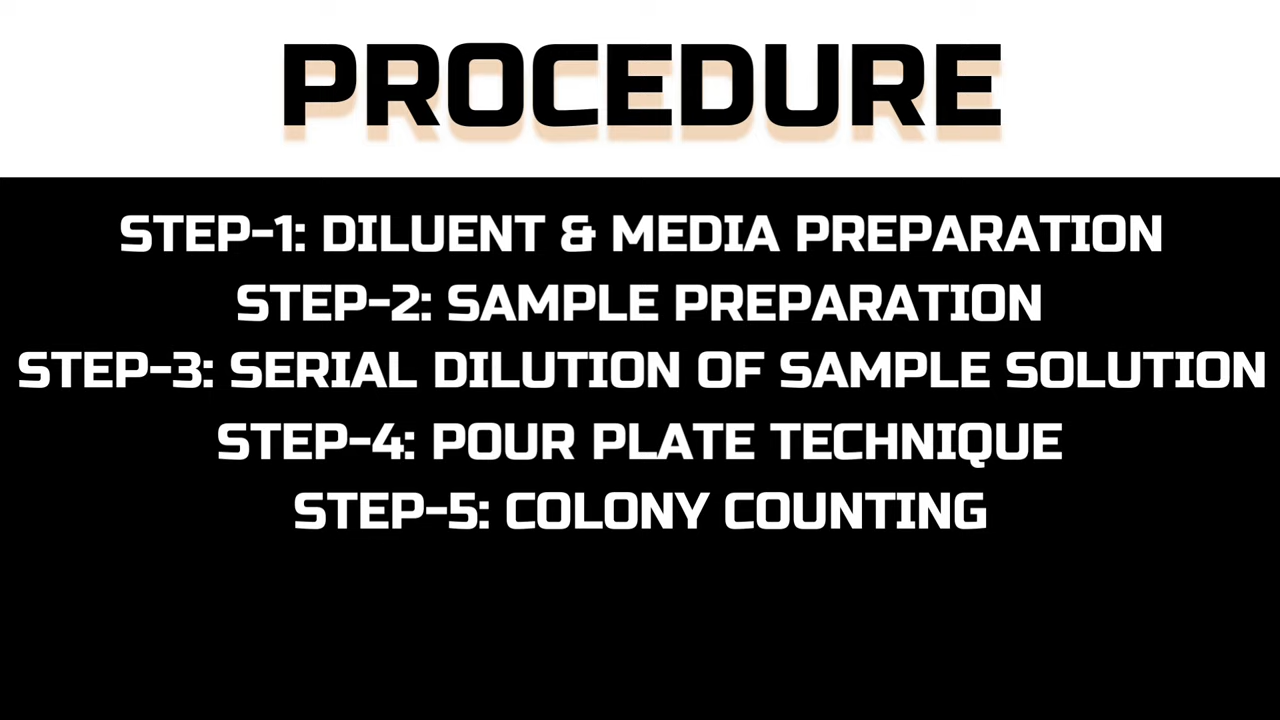 PROCEDURE
STEP-1: DILUENT & MEDIA PREPARATION
STEP-2: SAMPLE PREPARATION
STEP-3: SERIAL DILUTION OF SAMPLE SOLUTION
STEP-4: POUR PLATE TECHNIQUE
STEP-5: COLONY COUNTING